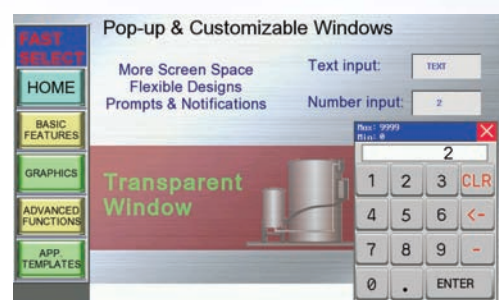 FAST
SELECT
HOME
BASIC
FEATURES
GRAPHICS
ADVANCED
FUNCTIONS
APP.
TEMPLATES
Pop-up & Customizable Windows
More Screen Space
Flexible Designs
Prompts & Notifications
Text input:
TEXT
Number input:
2
Transparent
Window
Max: 9999
Min: 0
2
1 2 3 CLR
4 5 6 <-
7 8 9 -
0 . ENTER